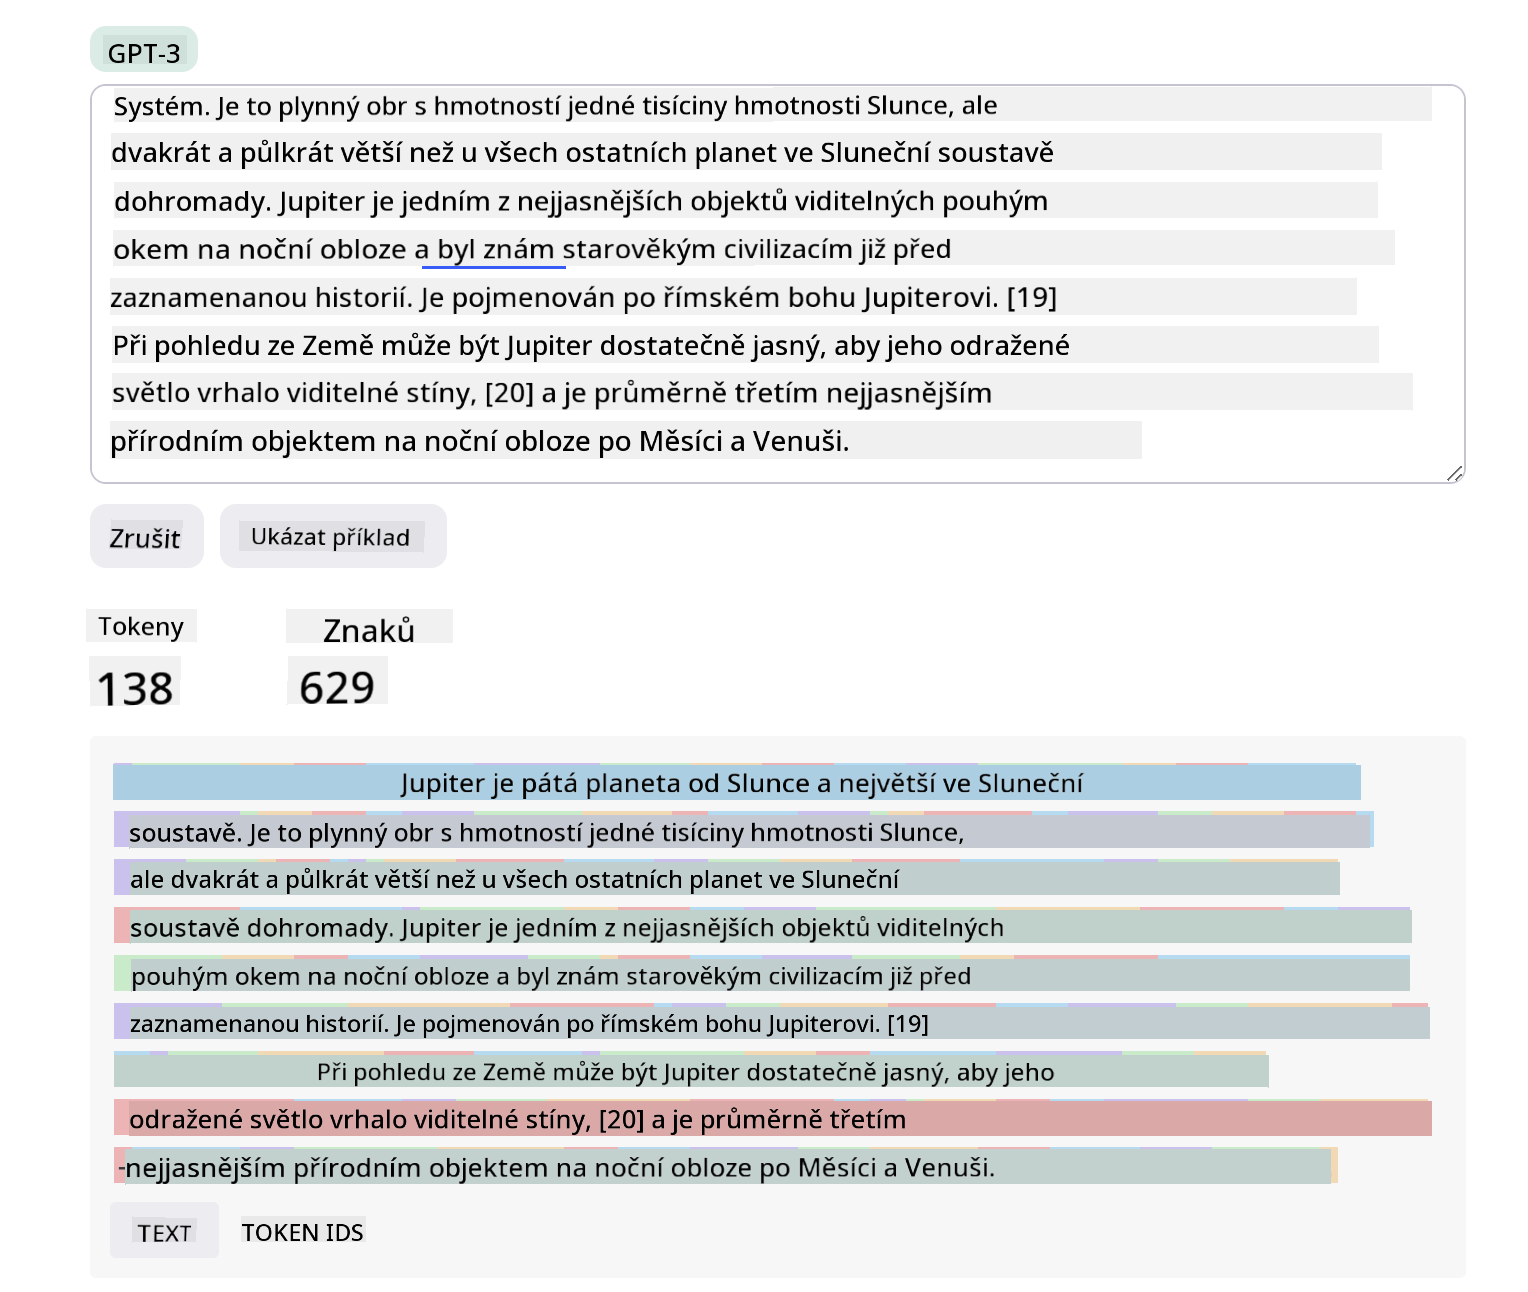 GPT-3
Systém. Je to plynný obr s hmotností jedné tisíciny hmotnosti Slunce, ale
dvakrát a půlkrát větší než u všech ostatních planet ve Sluneční soustavě
dohromady. Jupiter je jedním z nejjasnějších objektů viditelných pouhým
okem na noční obloze a byl znám starověkým civilizacím již před
zaznamenanou historií. Je pojmenován po římském bohu Jupiterovi. [19]
Při pohledu ze Země může být Jupiter dostatečně jasný, aby jeho odražené
světlo vrhalo viditelné stíny, [20] a je průměrně třetím nejjasnějším
přírodním objektem na noční obloze po Měsíci a Venuši.
Zrušit Ukázat příklad
Tokeny Znaků
138 629
Jupiter je pátá planeta od Slunce a největší ve Sluneční
soustavě. Je to plynný obr s hmotností jedné tisíciny hmotnosti Slunce,
ale dvakrát a půlkrát větší než u všech ostatních planet ve Sluneční
soustavě dohromady. Jupiter je jedním z nejjasnějších objektů viditelných
pouhým okem na noční obloze a byl znám starověkým civilizacím již před
zaznamenanou historií. Je pojmenován po římském bohu Jupiterovi. [19]
Při pohledu ze Země může být Jupiter dostatečně jasný, aby jeho
odražené světlo vrhalo viditelné stíny, [20] a je průměrně třetím
-nejjasnějším přírodním objektem na noční obloze po Měsíci a Venuši.
TEXT TOKEN IDS